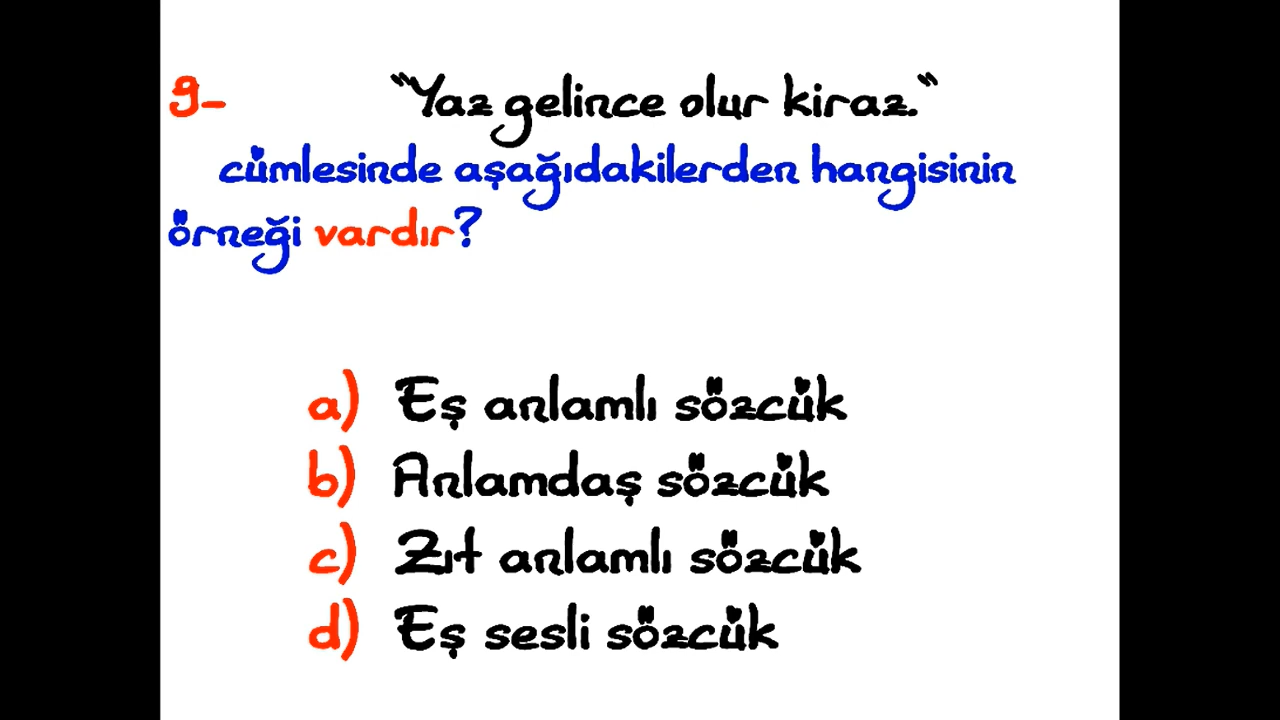 9- "Yaz gelince olur kiraz."
cümlesinde aşağıdakilerden hangisinin
örneği vardır?
a) Eş anlamlı sözcük
b) Anlamdaş sözcük
c) Zıt anlamlı sözcük
d) Eş sesli sözcük